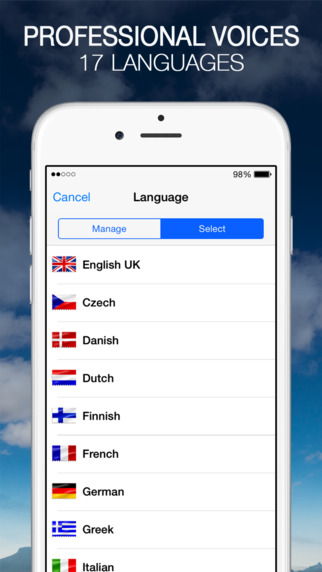 PROFESSIONAL VOICES
17 LANGUAGES
98%
Cancel Language
Manage Select
English UK
Czech
Danish
Dutch
Finnish
French
German
Greek
Italian